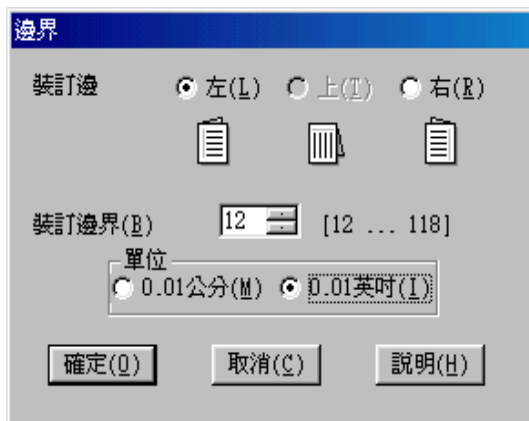 邊界
裝訂邊 左(L) 上(T) 右(R)
裝訂邊界(B) 12 [12 ... 118]
單位
0.01公分(M) 0.01英吋(I)
確定(O) 取消(C) 說明(H)